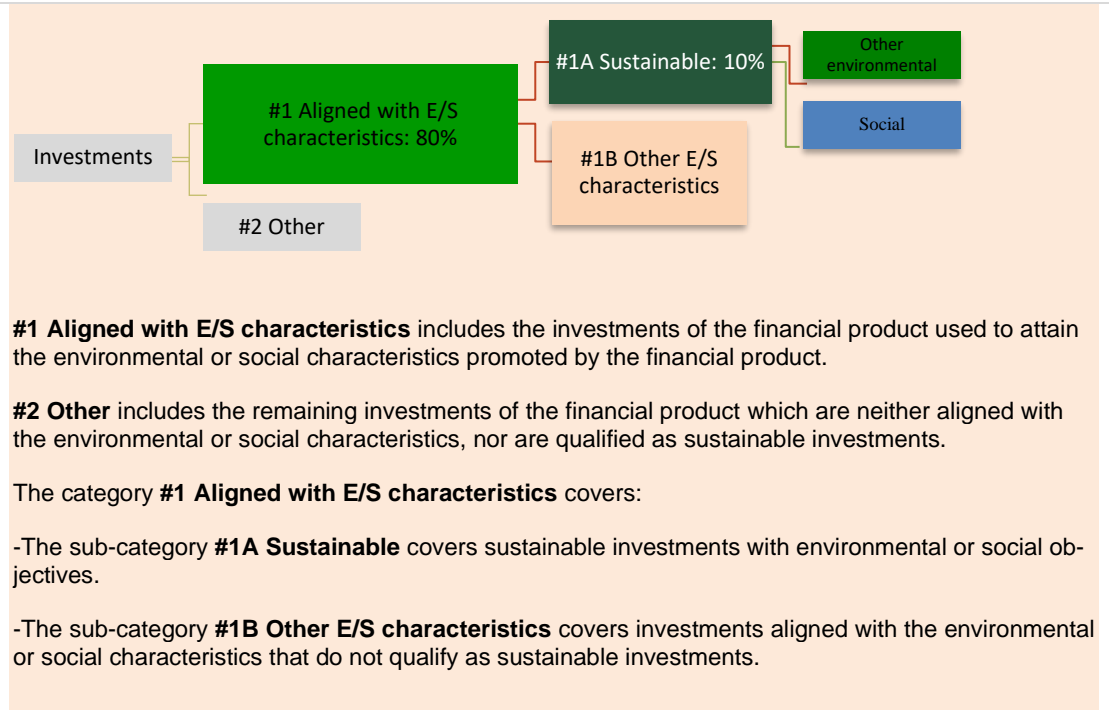 Investments
#1 Aligned with E/S
characteristics: 80%
#2 Other
#1A Sustainable: 10%
#1B Other E/S
characteristics
Other
environmental
Social
#1 Aligned with E/S characteristics includes the investments of the financial product used to attain
the environmental or social characteristics promoted by the financial product.
#2 Other includes the remaining investments of the financial product which are neither aligned with
the environmental or social characteristics, nor are qualified as sustainable investments.
The category #1 Aligned with E/S characteristics covers:
-The sub-category #1A Sustainable covers sustainable investments with environmental or social ob-
jectives.
-The sub-category #1B Other E/S characteristics covers investments aligned with the environmental
or social characteristics that do not qualify as sustainable investments.